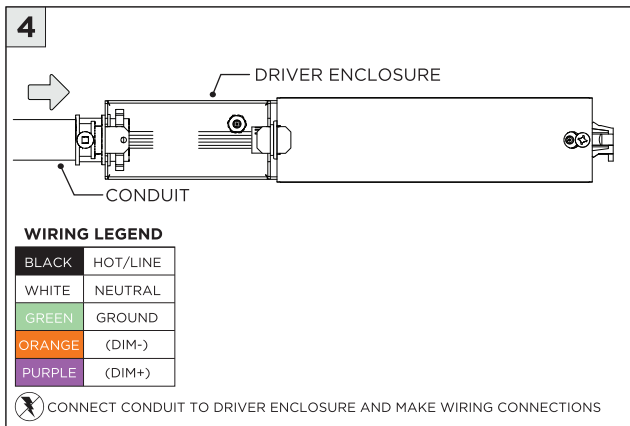 4
DRIVER ENCLOSURE
CONDUIT
WIRING LEGEND
BLACK HOT/LINE
WHITE NEUTRAL
GREEN GROUND
ORANGE (DIM-)
PURPLE (DIM+)
CONNECT CONDUIT TO DRIVER ENCLOSURE AND MAKE WIRING CONNECTIONS